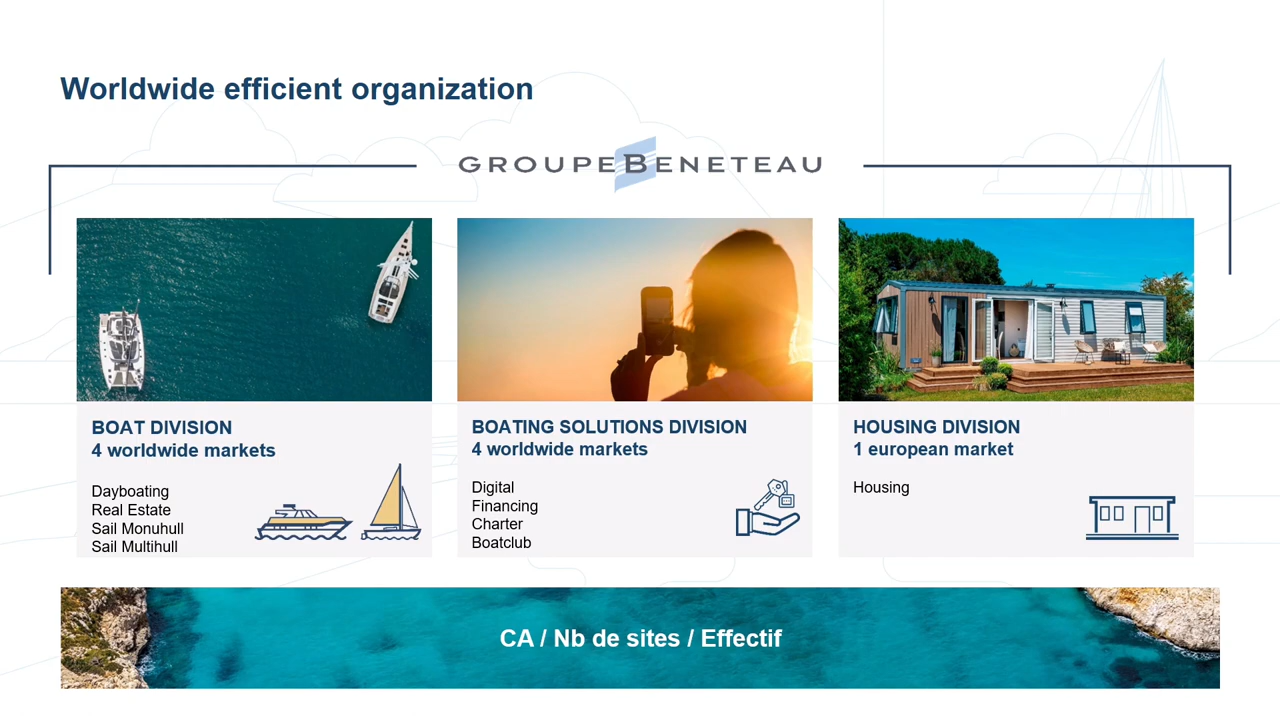 Worldwide efficient organization
GROUPE BENETEAU
BOAT DIVISION
4 worldwide markets
Dayboating
Real Estate
Sail Monuhull
Sail Multihull
BOATING SOLUTIONS DIVISION
4 worldwide markets
Digital
Financing
Charter
Boatclub
HOUSING DIVISION
1 european market
Housing
CA / Nb de sites / Effectif